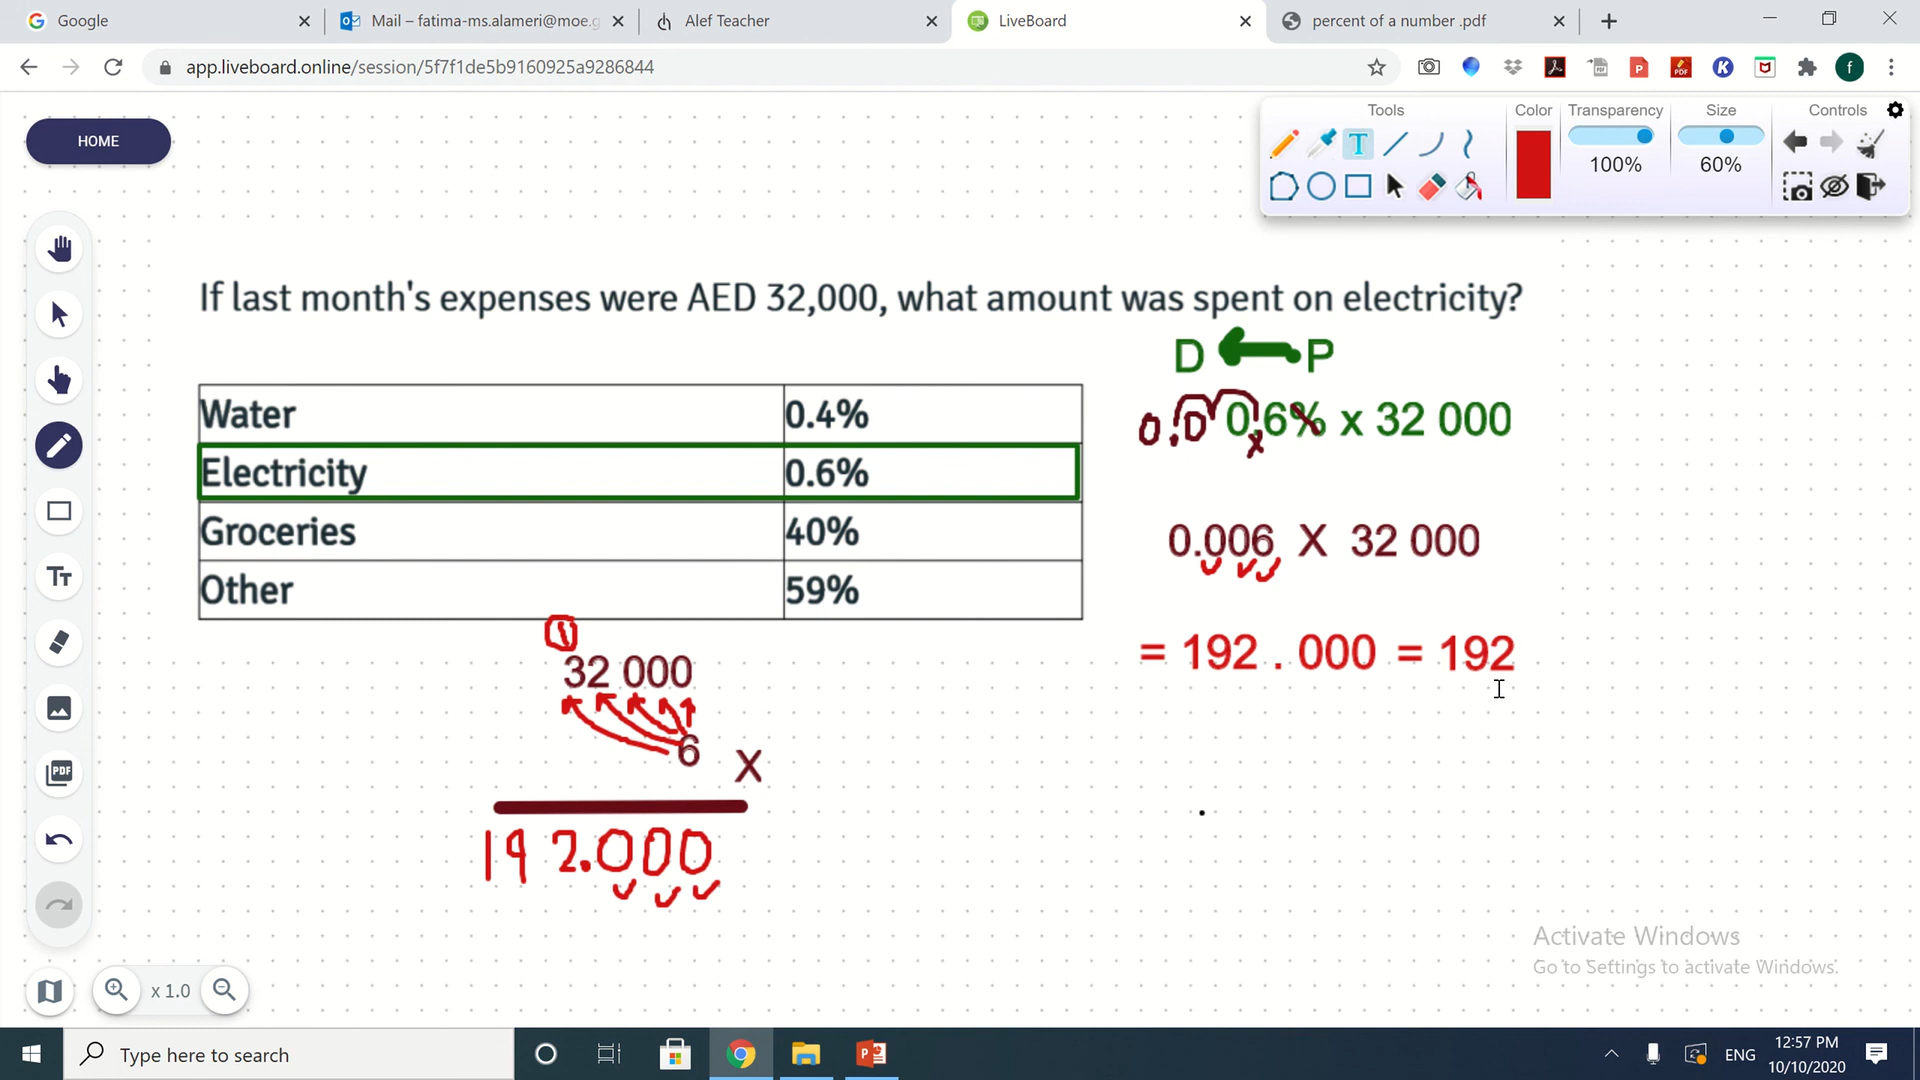 Google
Mail – fatima-ms.alameri@moe.g
Alef Teacher
LiveBoard
percent of a number .pdf
app.liveboard.online/session/5f7f1de5b9160925a9286844
f
HOME
Tools
Color
Transparency
Size
Controls
100%
60%
If last month's expenses were AED 32,000, what amount was spent on electricity?
D P
Water 0.4%
Electricity 0.6%
Groceries 40%
Other 59%
0.0 0.6% x 32 000
x
0.006 X 32 000
= 192 . 000 = 192
1
32 000
6 X
192.000
PDF
x 1.0
Activate Windows
Go to Settings to activate Windows.
Type here to search
ENG
12:57 PM
10/10/2020